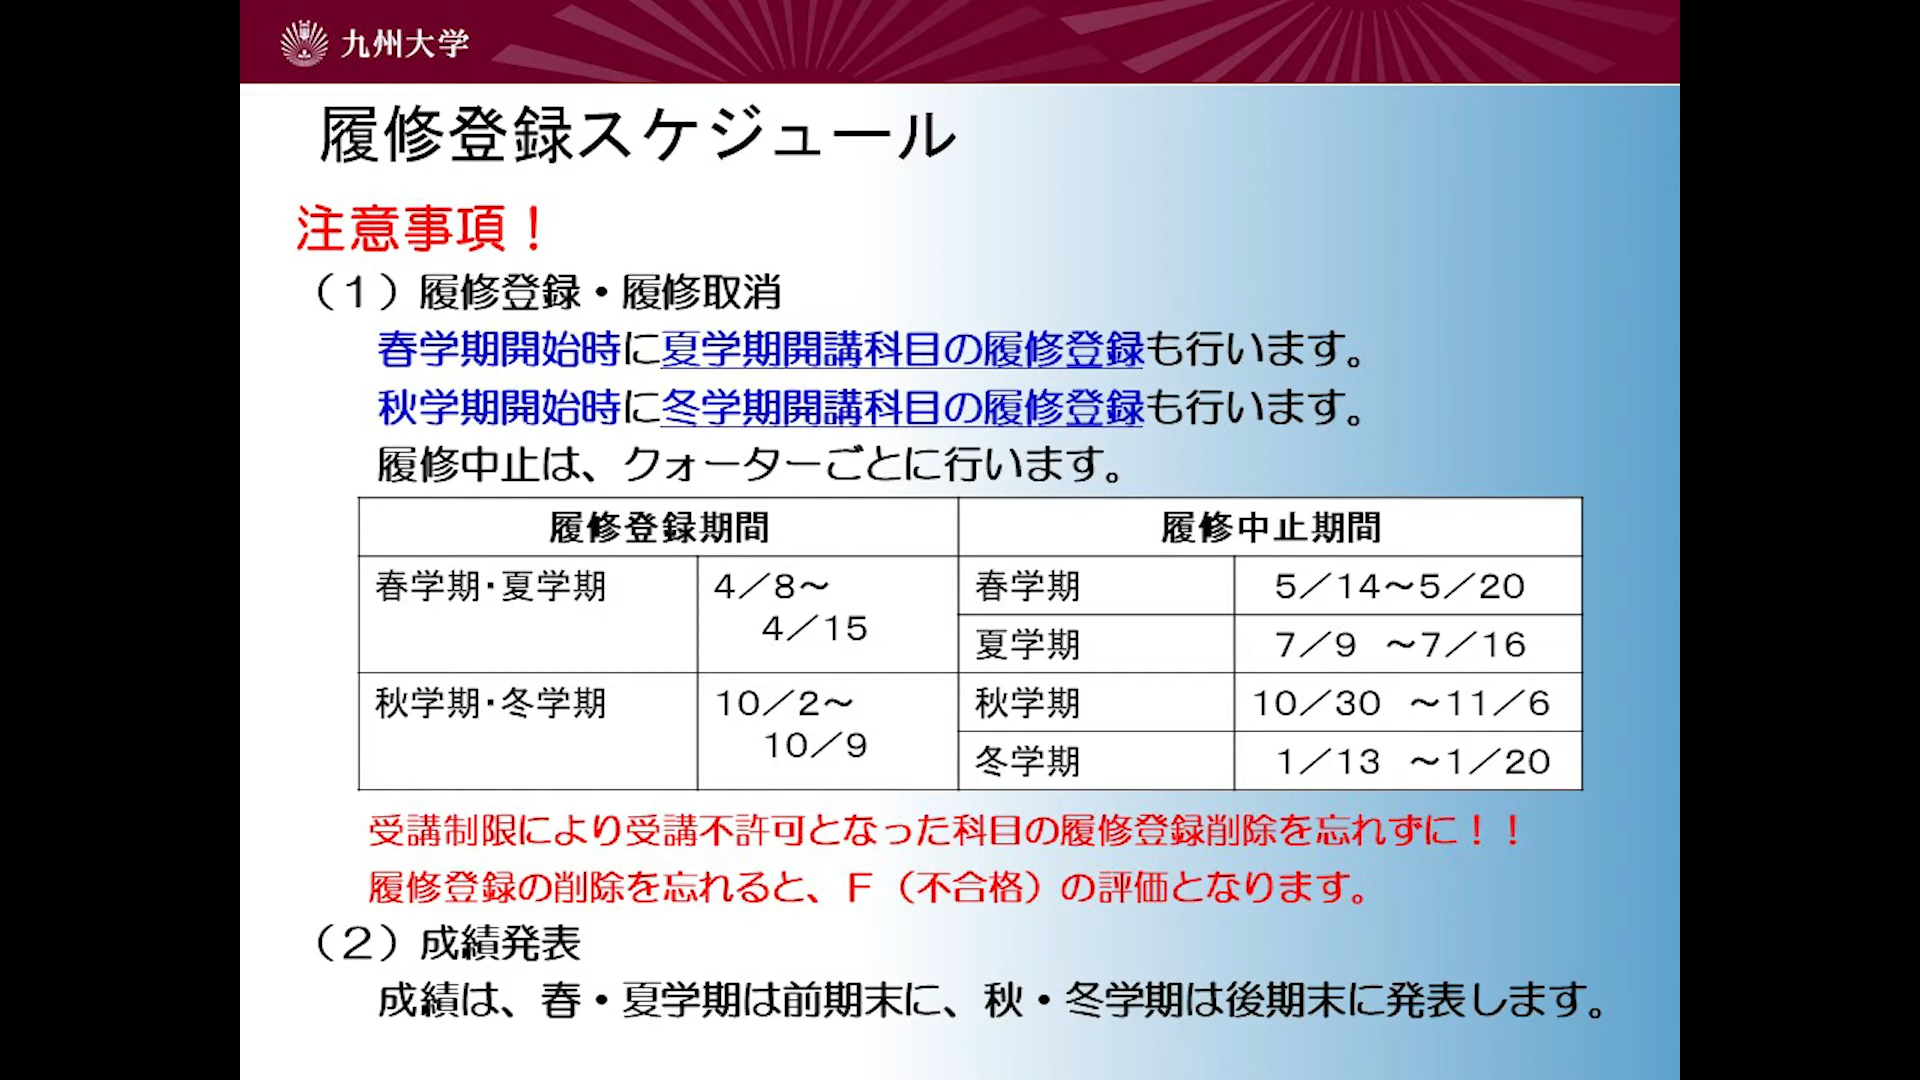 九州大学
履修登録スケジュール
注意事項！
（１）履修登録・履修取消
春学期開始時に夏学期開講科目の履修登録も行います。
秋学期開始時に冬学期開講科目の履修登録も行います。
履修中止は、クォーターごとに行います。
履修登録期間 履修中止期間
春学期・夏学期 ４／８～
４／１５
春学期 ５／１４～５／２０
夏学期 ７／９ ～７／１６
秋学期・冬学期 １０／２～
１０／９
秋学期 １０／３０ ～１１／６
冬学期 １／１３ ～１／２０
受講制限により受講不許可となった科目の履修登録削除を忘れずに！！
履修登録の削除を忘れると、Ｆ（不合格）の評価となります。
（２）成績発表
成績は、春・夏学期は前期末に、秋・冬学期は後期末に発表します。